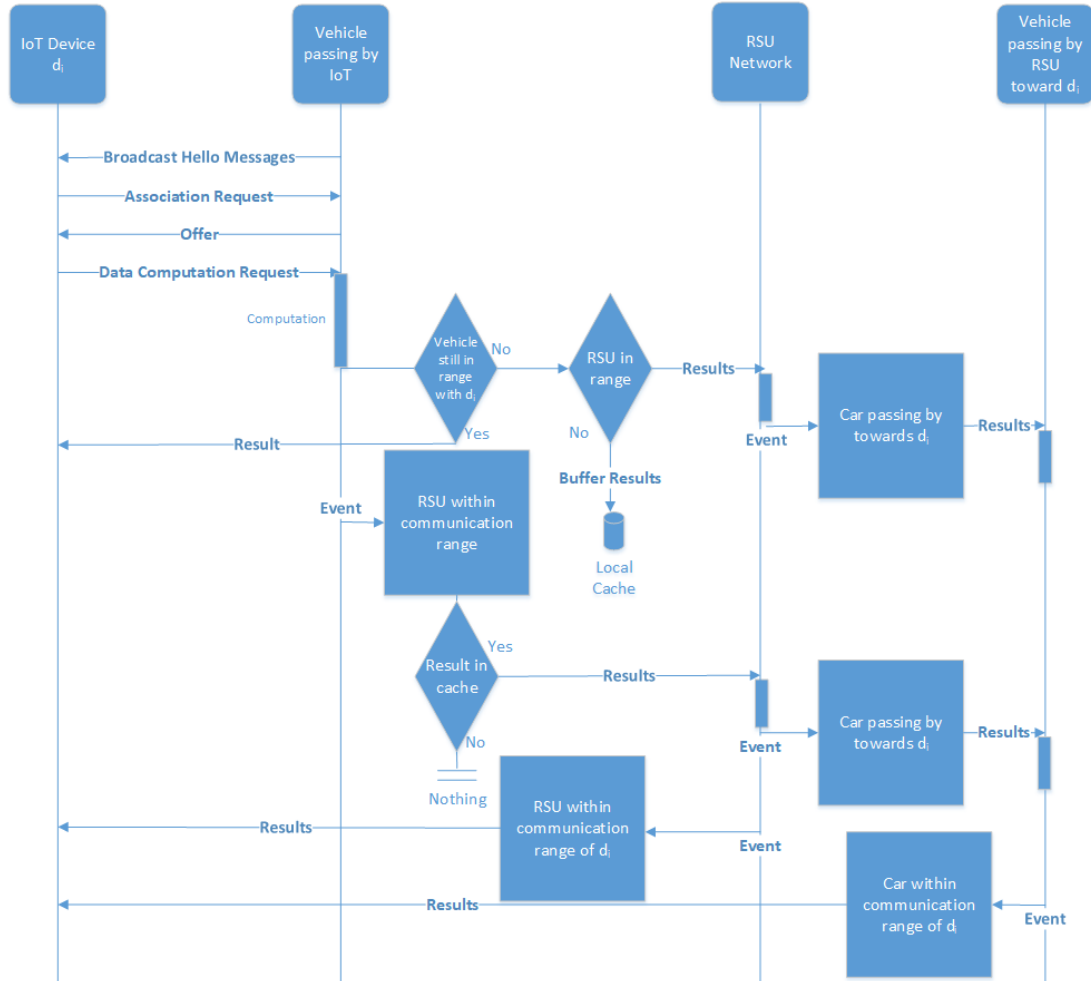 IoT Device
dᵢ
Vehicle
passing by
IoT
RSU
Network
Vehicle
passing by
RSU
toward dᵢ
Broadcast Hello Messages
Association Request
Offer
Data Computation Request
Computation
Vehicle
still in
range
with dᵢ
No
RSU in
range
Results
Yes
No
Result
Event
Car passing by
towards dᵢ
Results
Buffer Results
Local
Cache
Event
RSU within
communication
range
Result in
cache
Yes
Results
No
Nothing
Event
Car passing by
towards dᵢ
Results
Results
RSU within
communication
range of dᵢ
Event
Results
Car within
communication
range of dᵢ
Event